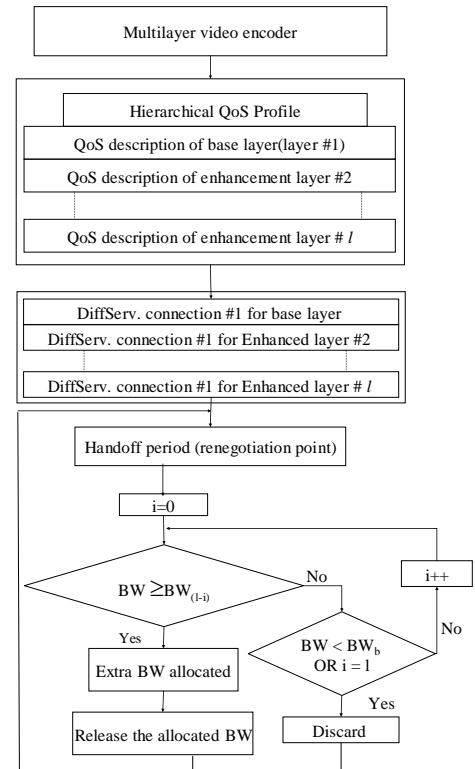 Multilayer video encoder
Hierarchical QoS Profile
QoS description of base layer(layer #1)
QoS description of enhancement layer #2
QoS description of enhancement layer # l
DiffServ. connection #1 for base layer
DiffServ. connection #1 for Enhanced layer #2
DiffServ. connection #1 for Enhanced layer # l
Handoff period (renegotiation point)
i=0
BW ≥BW(l-i)
No
i++
Yes
BW < BWb
OR i = l
No
Extra BW allocated
Yes
Release the allocated BW
Discard